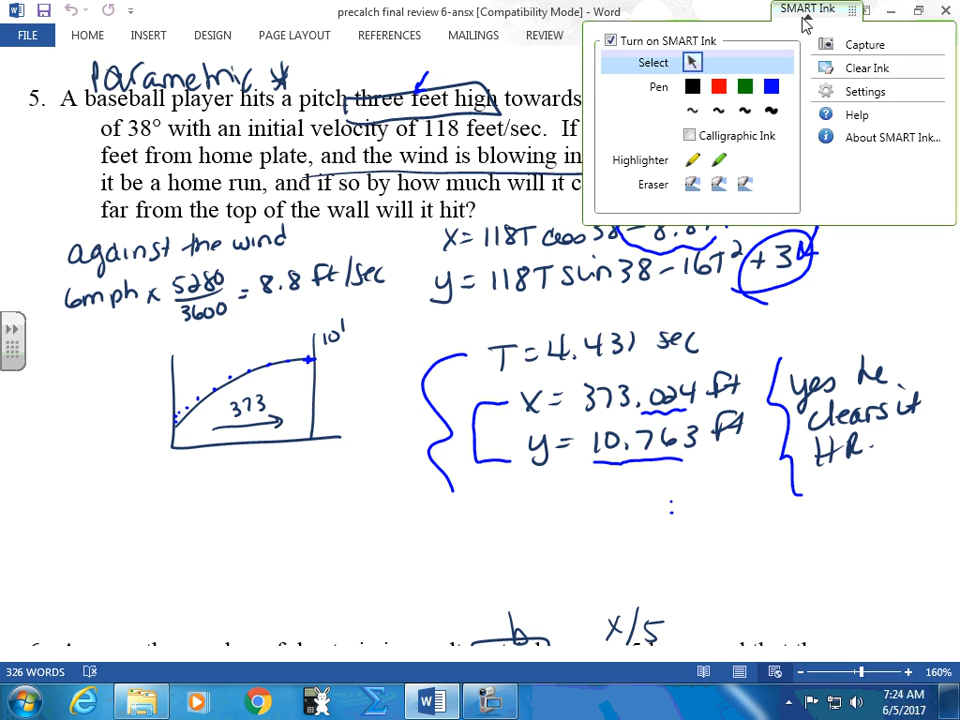 precalch final review 6-ansx [Compatibility Mode] - Word
SMART Ink
FILE HOME INSERT DESIGN PAGE LAYOUT REFERENCES MAILINGS REVIEW
Turn on SMART Ink
Select
Pen
Calligraphic Ink
Highlighter
Eraser
Capture
Clear Ink
Settings
Help
About SMART Ink...
Parametric *
5. A baseball player hits a pitch three feet high towards
of 38° with an initial velocity of 118 feet/sec. If
feet from home plate, and the wind is blowing in
it be a home run, and if so by how much will it c
far from the top of the wall will it hit?
against the wind
6mph x 5280/3600 = 8.8 ft/sec
x= 118T cos 38 - 8.8T
y= 118T sin 38 - 16T² + 3
10'
373
T = 4.431 sec
x = 373.024 ft
y = 10.763 ft
yes he
clears it
HR.
b
x/5
326 WORDS
160%
7:24 AM
6/5/2017